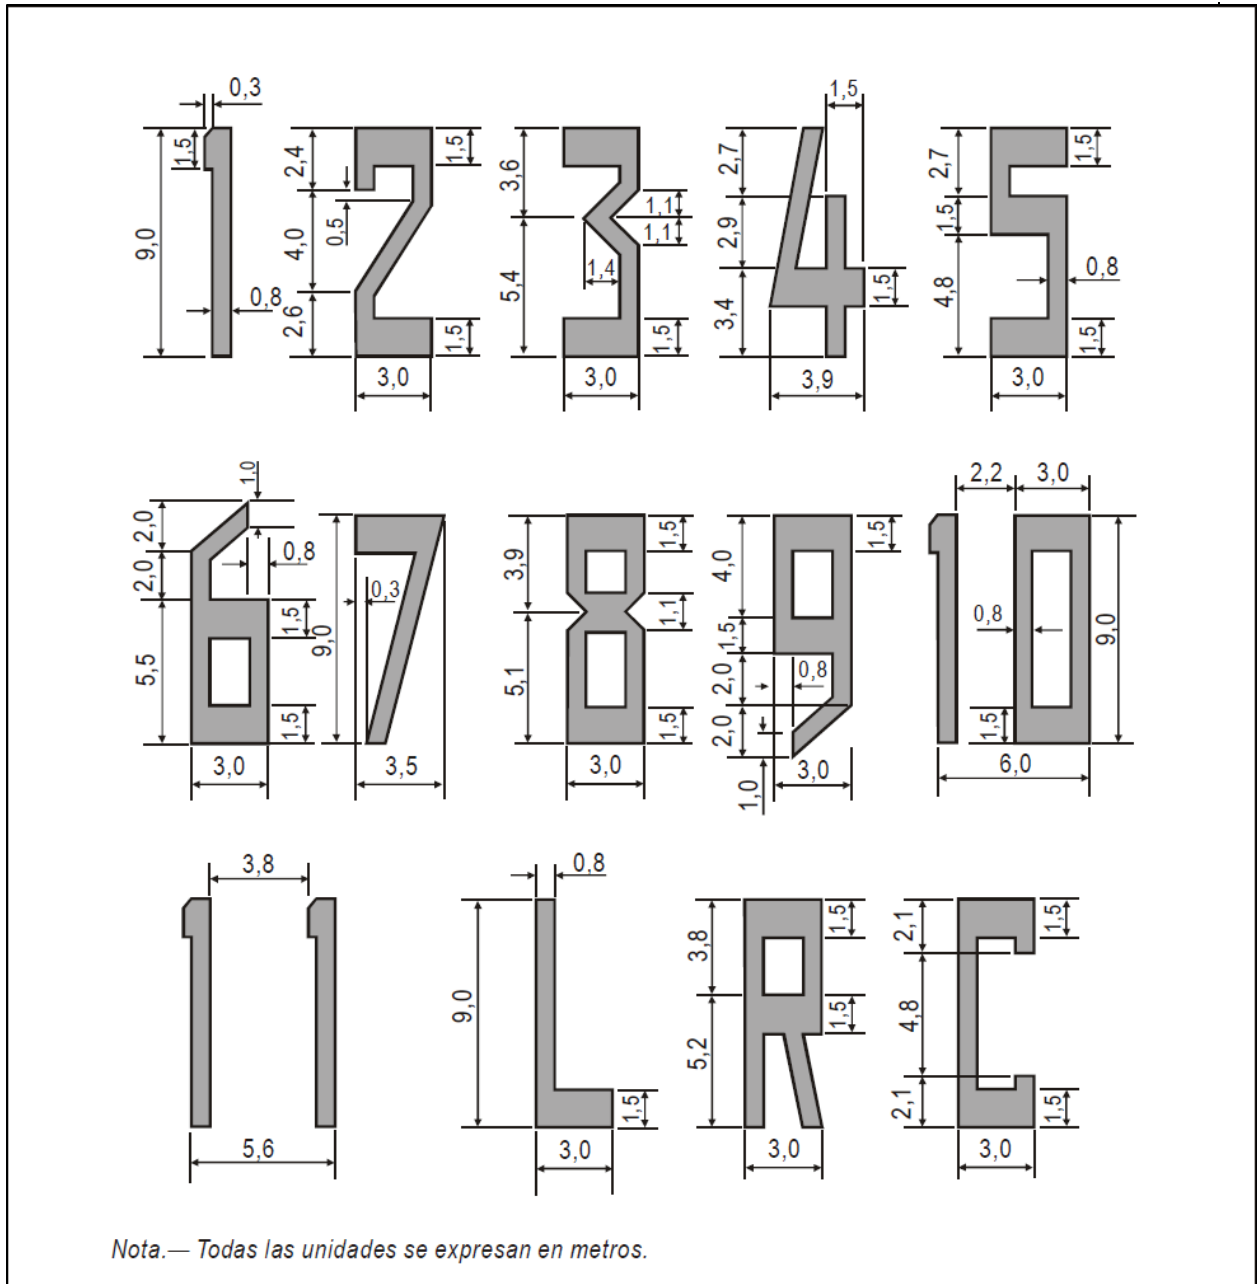 0,3 1,5
1,5 2,4 1,5 3,6 2,7 2,7 1,5
9,0 0,5 4,0 1,1 1,1 2,9 1,5
0,8 2,6 1,5 1,4 5,4 1,5 3,4 1,5 4,8 0,8 1,5
3,0 3,0 3,9 3,0
1,0 2,2 3,0
2,0 0,8 3,9 1,5 4,0 1,5
2,0 0,3 1,1 1,5 0,8 9,0
5,5 1,5 9,0 5,1 2,0 0,8
1,5 1,5 2,0 1,5
3,0 3,5 3,0 1,0 3,0 6,0
3,8 0,8
3,8 1,5 2,1 1,5
9,0 5,2 1,5 4,8
1,5 2,1 1,5
5,6 3,0 3,0 3,0
Nota.— Todas las unidades se expresan en metros.